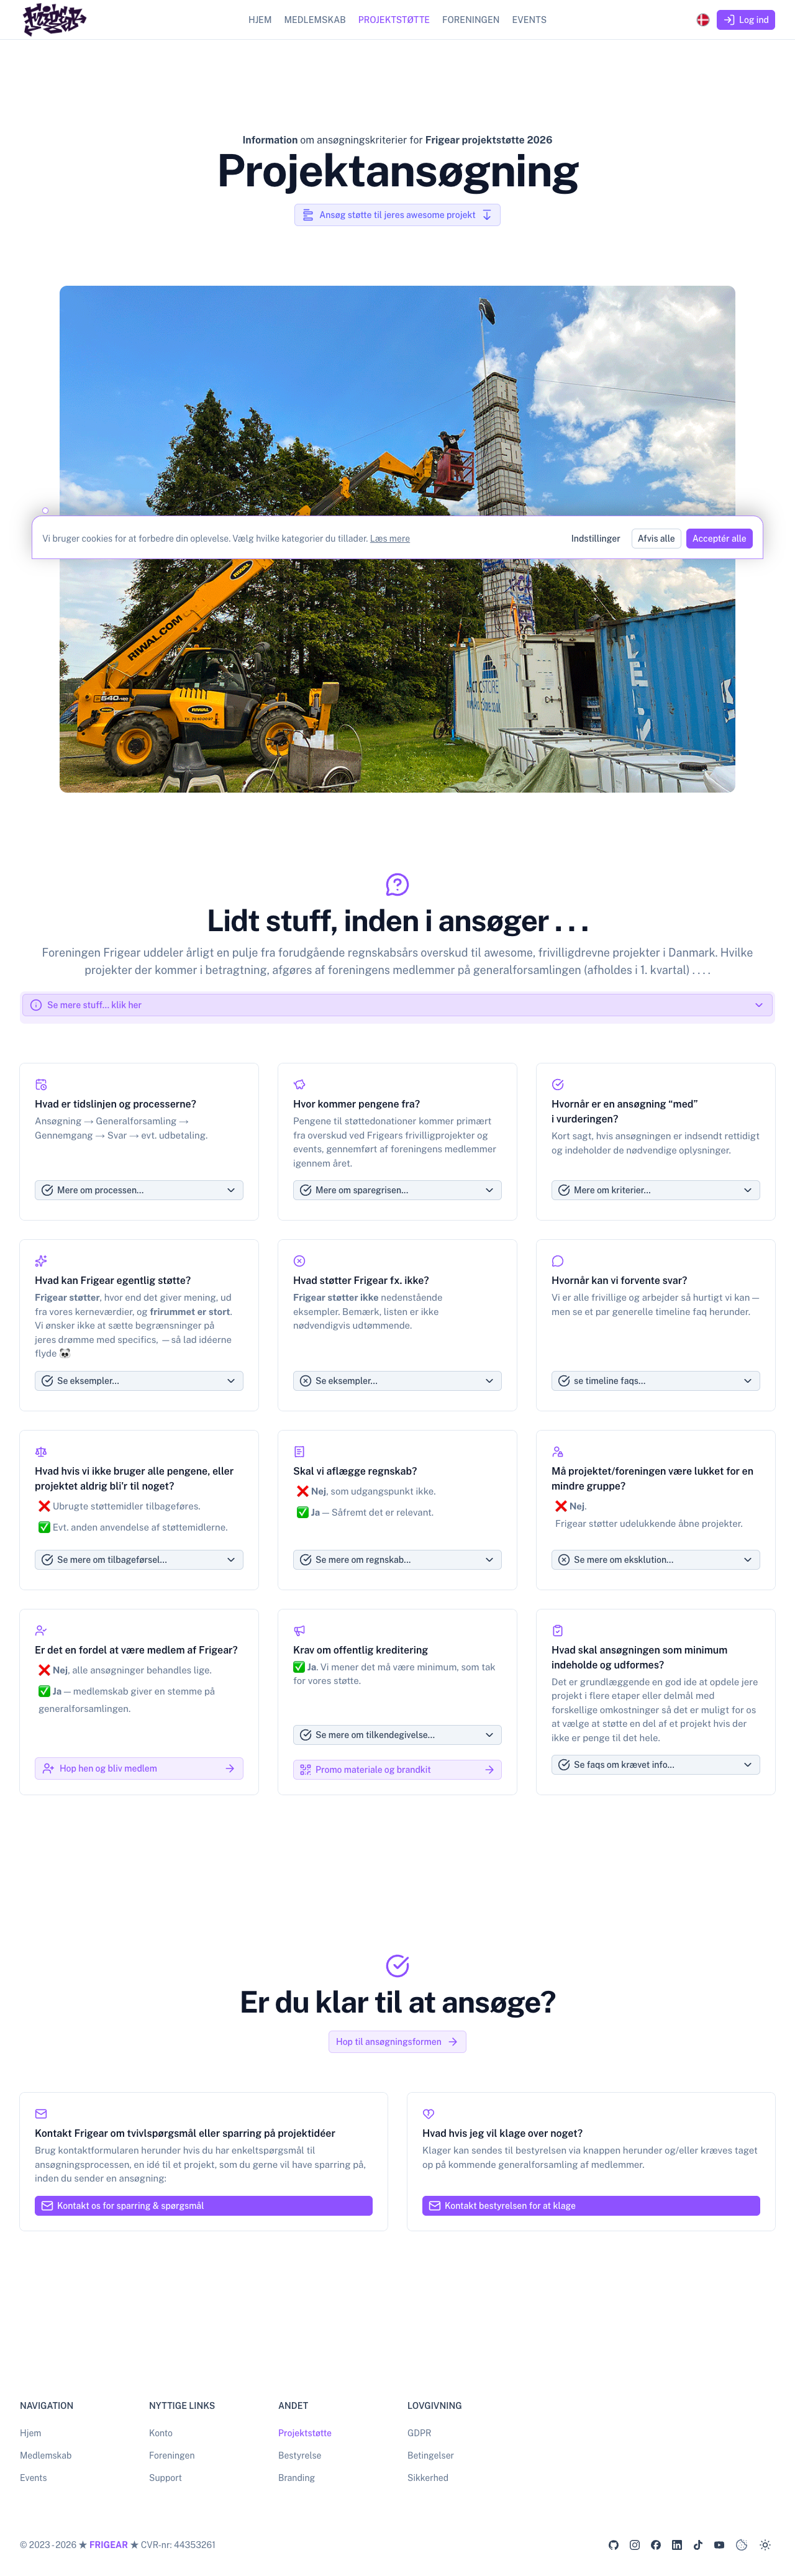 Frigear
HJEM MEDLEMSKAB PROJEKTSTØTTE FORENINGEN EVENTS
Log ind
Information om ansøgningskriterier for Frigear projektstøtte 2026
Projektansøgning
Ansøg støtte til jeres awesome projekt
Vi bruger cookies for at forbedre din oplevelse. Vælg hvilke kategorier du tillader. Læs mere
Indstillinger
Afvis alle
Acceptér alle
RIWAL.COM
RIWAL
RIWAL
Lidt stuff, inden i ansøger . . .
Foreningen Frigear uddeler årligt en pulje fra forudgående regnskabsårs overskud til awesome, frivilligdrevne projekter i Danmark. Hvilke
projekter der kommer i betragtning, afgøres af foreningens medlemmer på generalforsamlingen (afholdes i 1. kvartal) . . . .
Se mere stuff... klik her
Hvad er tidslinjen og processerne?
Ansøgning → Generalforsamling →
Gennemgang → Svar → evt. udbetaling.
Mere om processen...
Hvor kommer pengene fra?
Pengene til støttedonationer kommer primært
fra overskud ved Frigears frivilligprojekter og
events, gennemført af foreningens medlemmer
igennem året.
Mere om sparegrisen...
Hvornår er en ansøgning “med”
i vurderingen?
Kort sagt, hvis ansøgningen er indsendt rettidigt
og indeholder de nødvendige oplysninger.
Mere om kriterier...
Hvad kan Frigear egentlig støtte?
Frigear støtter, hvor end det giver mening, ud
fra vores kerneværdier, og frirummet er stort.
Vi ønsker ikke at sætte begrænsninger på
jeres drømme med specifics, — så lad idéerne
flyde 🐼
Se eksempler...
Hvad støtter Frigear fx. ikke?
Frigear støtter ikke nedenstående
eksempler. Bemærk, listen er ikke
nødvendigvis udtømmende.
Se eksempler...
Hvornår kan vi forvente svar?
Vi er alle frivillige og arbejder så hurtigt vi kan —
men se et par generelle timeline faq herunder.
se timeline faqs...
Hvad hvis vi ikke bruger alle pengene, eller
projektet aldrig bli'r til noget?
❌ Ubrugte støttemidler tilbageføres.
✅ Evt. anden anvendelse af støttemidlerne.
Se mere om tilbageførsel...
Skal vi aflægge regnskab?
❌ Nej, som udgangspunkt ikke.
✅ Ja — Såfremt det er relevant.
Se mere om regnskab...
Må projektet/foreningen være lukket for en
mindre gruppe?
❌ Nej.
Frigear støtter udelukkende åbne projekter.
Se mere om eksklution...
Er det en fordel at være medlem af Frigear?
❌ Nej, alle ansøgninger behandles lige.
✅ Ja — medlemskab giver en stemme på
generalforsamlingen.
Hop hen og bliv medlem
Krav om offentlig kreditering
✅ Ja. Vi mener det må være minimum, som tak
for vores støtte.
Se mere om tilkendegivelse...
Promo materiale og brandkit
Hvad skal ansøgningen som minimum
indeholde og udformes?
Det er grundlæggende en god ide at opdele jere
projekt i flere etaper eller delmål med
forskellige omkostninger så det er muligt for os
at vælge at støtte en del af et projekt hvis der
ikke er penge til det hele.
Se faqs om krævet info...
Er du klar til at ansøge?
Hop til ansøgningsformen
Kontakt Frigear om tvivlspørgsmål eller sparring på projektidéer
Brug kontaktformularen herunder hvis du har enkeltspørgsmål til
ansøgningsprocessen, en idé til et projekt, som du gerne vil have sparring på,
inden du sender en ansøgning:
Kontakt os for sparring & spørgsmål
Hvad hvis jeg vil klage over noget?
Klager kan sendes til bestyrelsen via knappen herunder og/eller kræves taget
op på kommende generalforsamling af medlemmer.
Kontakt bestyrelsen for at klage
NAVIGATION
Hjem
Medlemskab
Events
NYTTIGE LINKS
Konto
Foreningen
Support
ANDET
Projektstøtte
Bestyrelse
Branding
LOVGIVNING
GDPR
Betingelser
Sikkerhed
© 2023 - 2026 ★ FRIGEAR ★ CVR-nr: 44353261